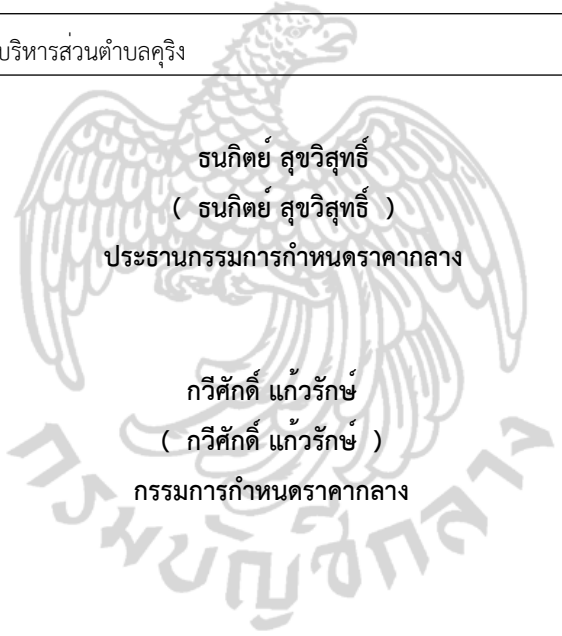 บริหารส่วนตำบลคุริง
ธนกิตย์ สุขวิสุทธิ์
( ธนกิตย์ สุขวิสุทธิ์ )
ประธานกรรมการกำหนดราคากลาง
กวีศักดิ์ แก้วรักษ์
( กวีศักดิ์ แก้วรักษ์ )
กรรมการกำหนดราคากลาง
กรมบัญชีกลาง